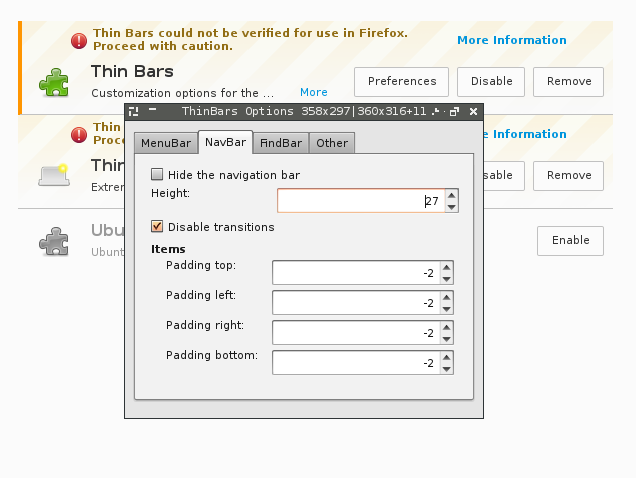 Thin Bars could not be verified for use in Firefox.
Proceed with caution.
More Information
Thin Bars
Customization options for the ...
More
Preferences
Disable
Remove
ThinBars Options 358x297|360x316+11
MenuBar
NavBar
FindBar
Other
Hide the navigation bar
Height:
27
Disable transitions
Items
Padding top:
-2
Padding left:
-2
Padding right:
-2
Padding bottom:
-2
Thin
Proce
Information
Thin
Extrem
sable
Remove
Ubu
Ubunt
Enable